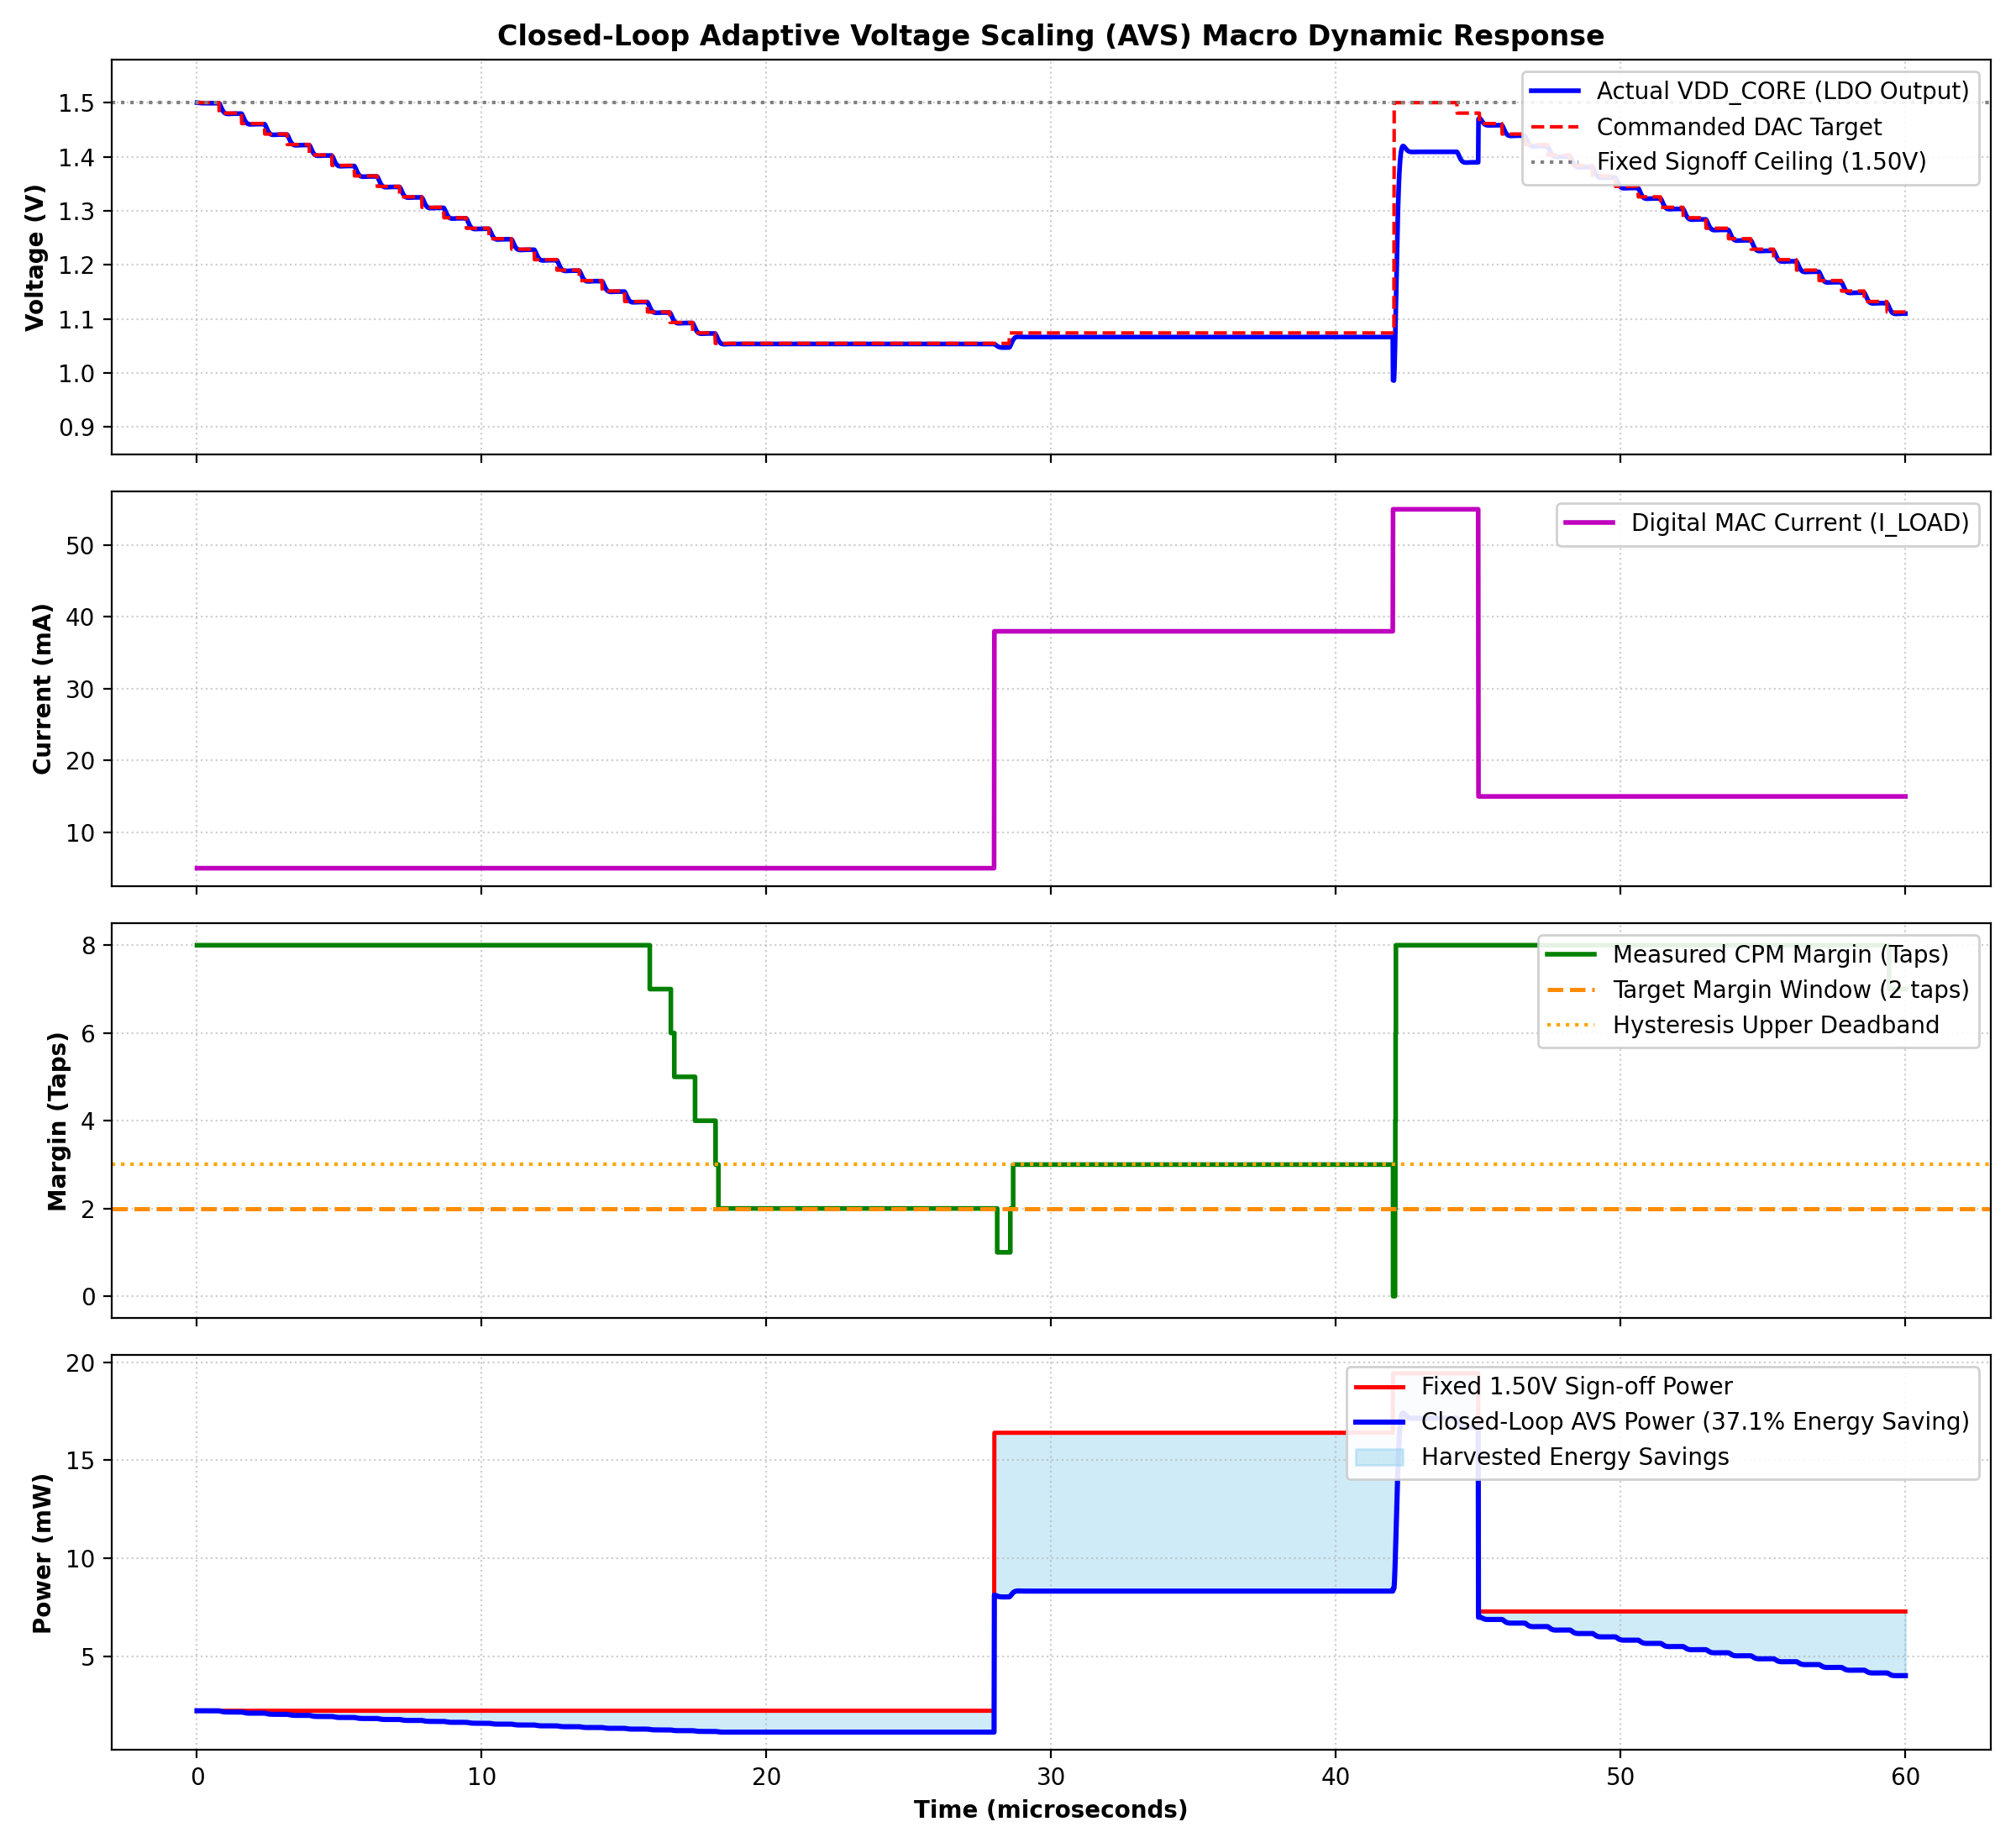 Closed-Loop Adaptive Voltage Scaling (AVS) Macro Dynamic Response
Voltage (V)
1.5
1.4
1.3
1.2
1.1
1.0
0.9
Actual VDD_CORE (LDO Output)
Commanded DAC Target
Fixed Signoff Ceiling (1.50V)
Current (mA)
50
40
30
20
10
Digital MAC Current (I_LOAD)
Margin (Taps)
8
6
4
2
0
Measured CPM Margin (Taps)
Target Margin Window (2 taps)
Hysteresis Upper Deadband
Power (mW)
20
15
10
5
Fixed 1.50V Sign-off Power
Closed-Loop AVS Power (37.1% Energy Saving)
Harvested Energy Savings
0 10 20 30 40 50 60
Time (microseconds)